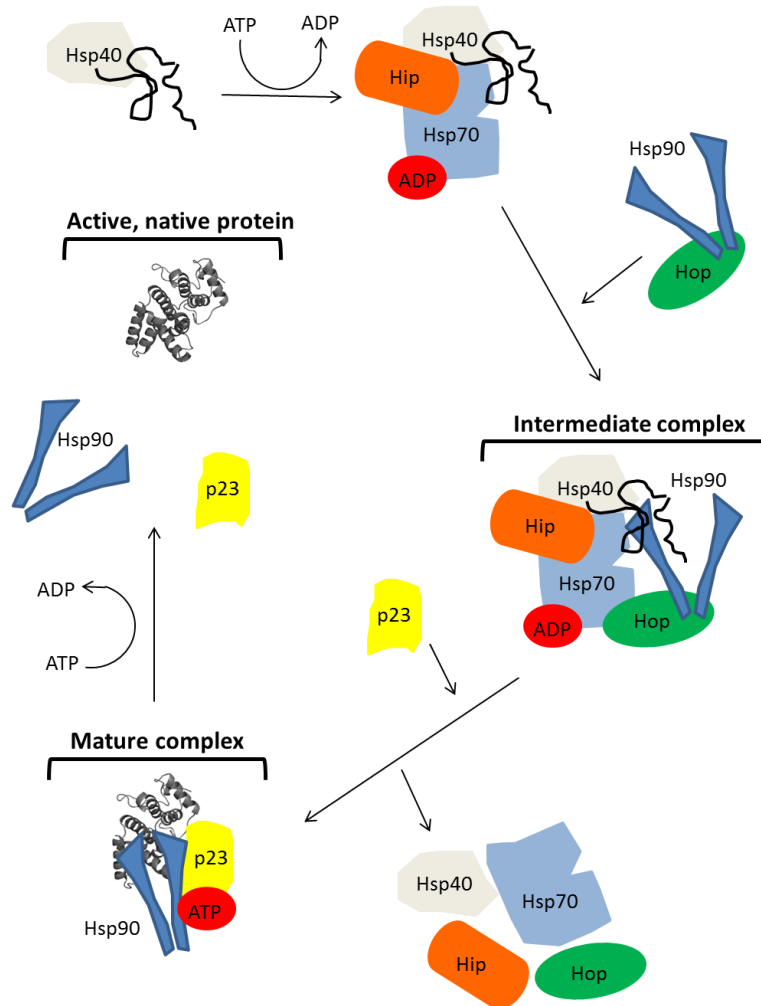 ATP
ADP
Hsp40
Hsp40
Hip
Hsp70
ADP
Hsp90
Hop
Active, native protein
Hsp90
p23
Intermediate complex
Hsp40
Hsp90
Hip
Hsp70
ADP
Hop
p23
ADP
ATP
Mature complex
p23
ATP
Hsp90
Hsp40
Hsp70
Hip
Hop